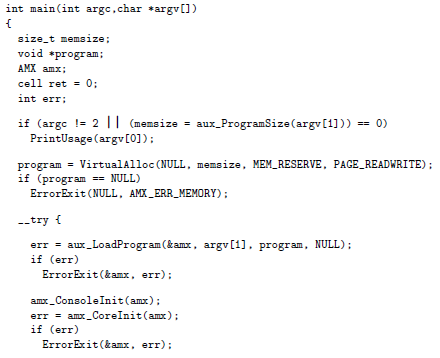 int main(int argc,char *argv[])
{
size_t memsize;
void *program;
AMX amx;
cell ret = 0;
int err;
if (argc != 2 || (memsize = aux_ProgramSize(argv[1])) == 0)
PrintUsage(argv[0]);
program = VirtualAlloc(NULL, memsize, MEM_RESERVE, PAGE_READWRITE);
if (program == NULL)
ErrorExit(NULL, AMX_ERR_MEMORY);
__try {
err = aux_LoadProgram(&amx, argv[1], program, NULL);
if (err)
ErrorExit(&amx, err);
amx_ConsoleInit(amx);
err = amx_CoreInit(amx);
if (err)
ErrorExit(&amx, err);